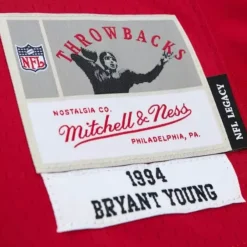 THROWBACKS
NFL
NOSTALGIA CO.
Mitchell & Ness
PHILADELPHIA, PA.
NFL LEGACY
1994
BRYANT YOUNG